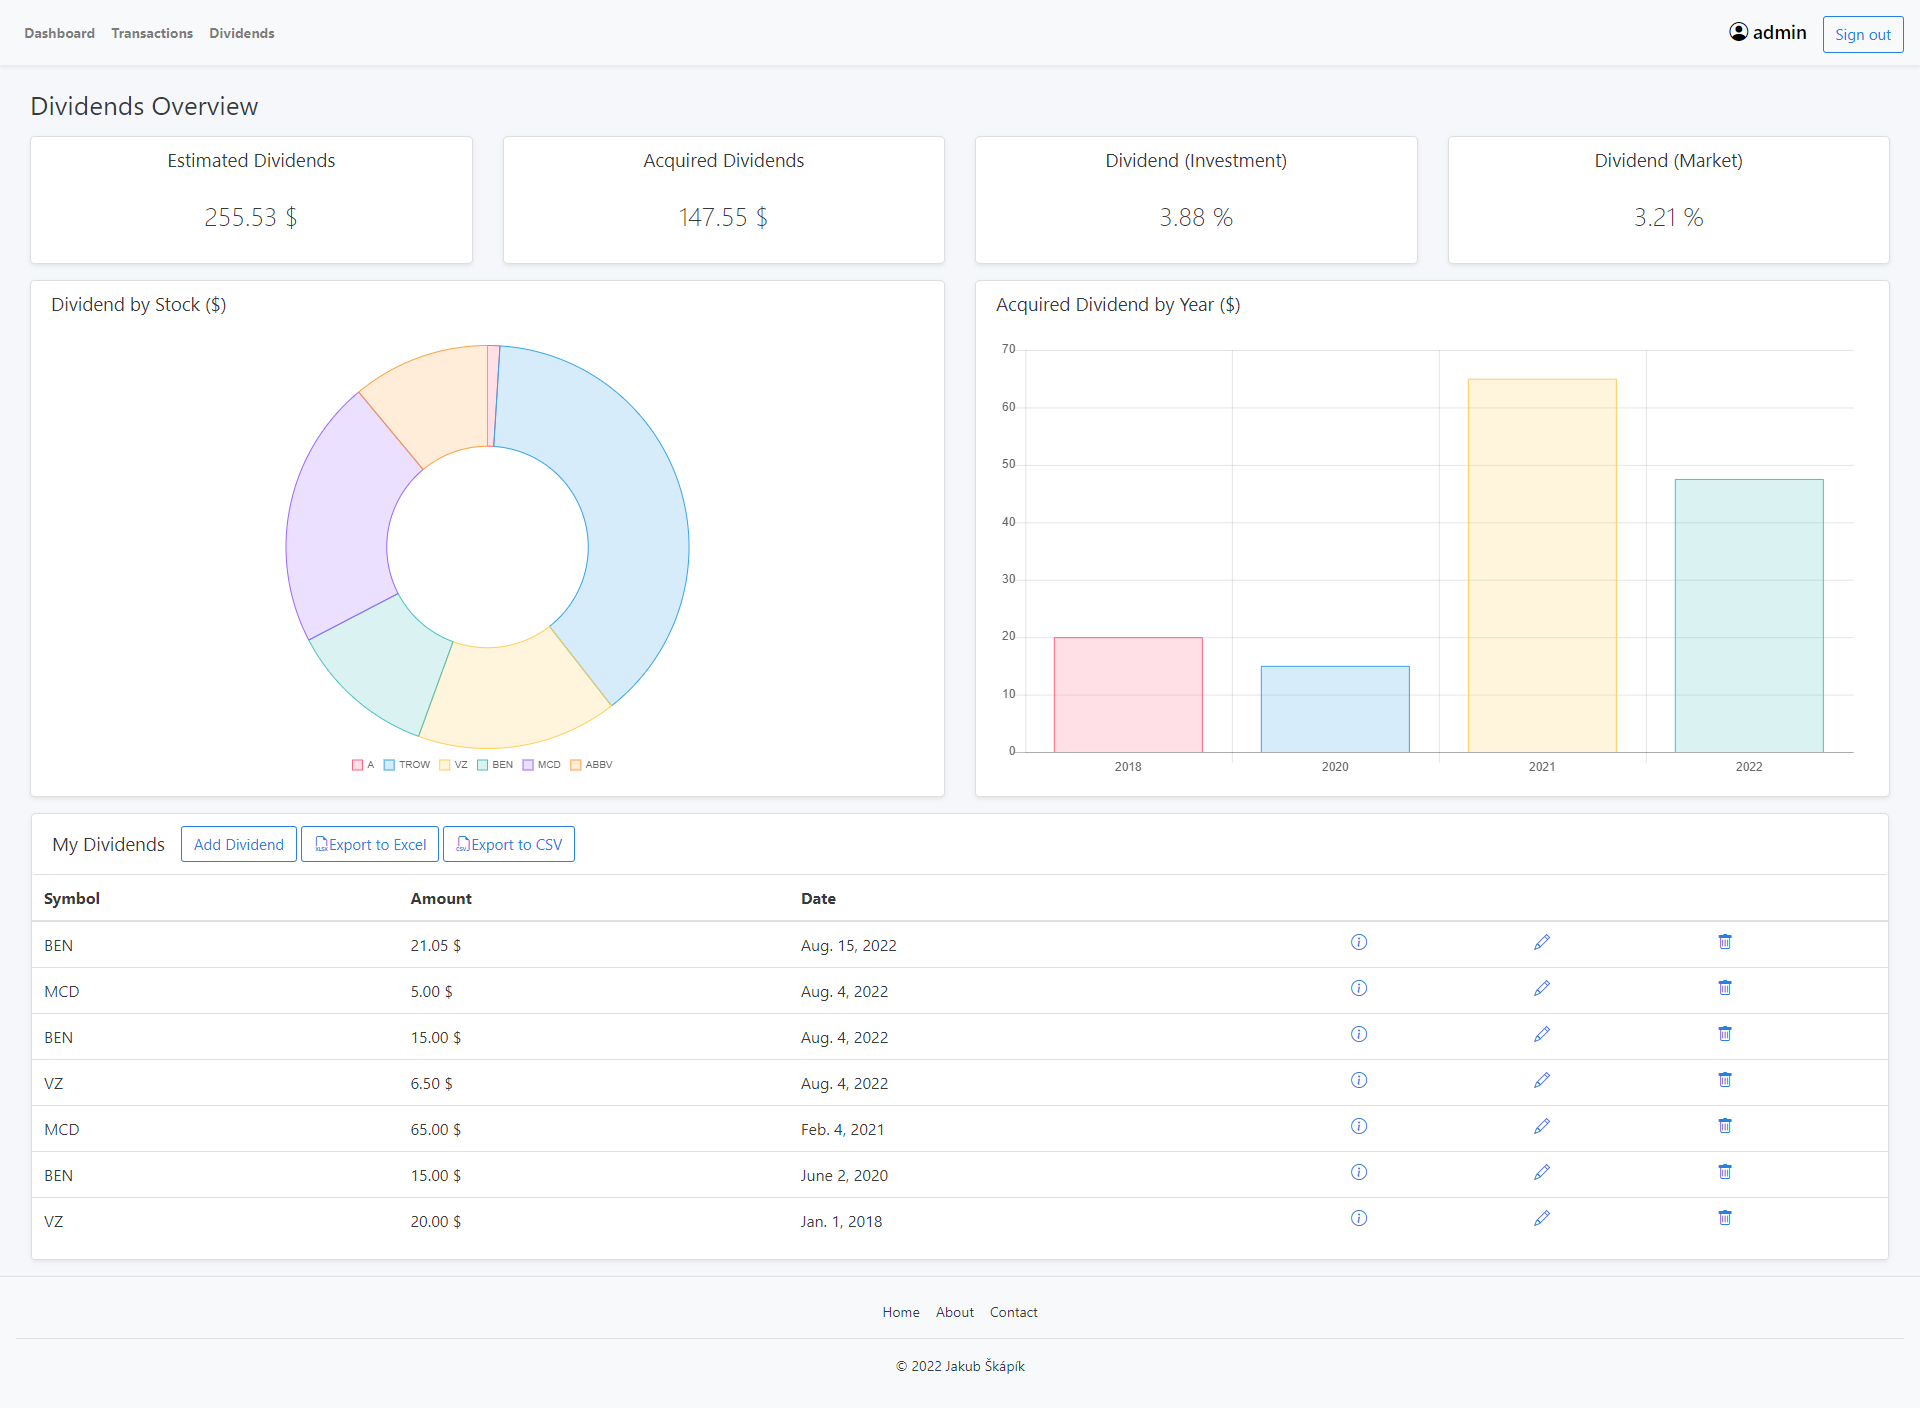 Dashboard Transactions Dividends admin Sign out
Dividends Overview
Estimated Dividends
255.53 $
Acquired Dividends
147.55 $
Dividend (Investment)
3.88 %
Dividend (Market)
3.21 %
Dividend by Stock ($)
A TROW VZ BEN MCD ABBV
Acquired Dividend by Year ($)
70
60
50
40
30
20
10
0
2018 2020 2021 2022
My Dividends Add Dividend Export to Excel Export to CSV
Symbol Amount Date
BEN 21.05 $ Aug. 15, 2022
MCD 5.00 $ Aug. 4, 2022
BEN 15.00 $ Aug. 4, 2022
VZ 6.50 $ Aug. 4, 2022
MCD 65.00 $ Feb. 4, 2021
BEN 15.00 $ June 2, 2020
VZ 20.00 $ Jan. 1, 2018
Home About Contact
© 2022 Jakub Škápík